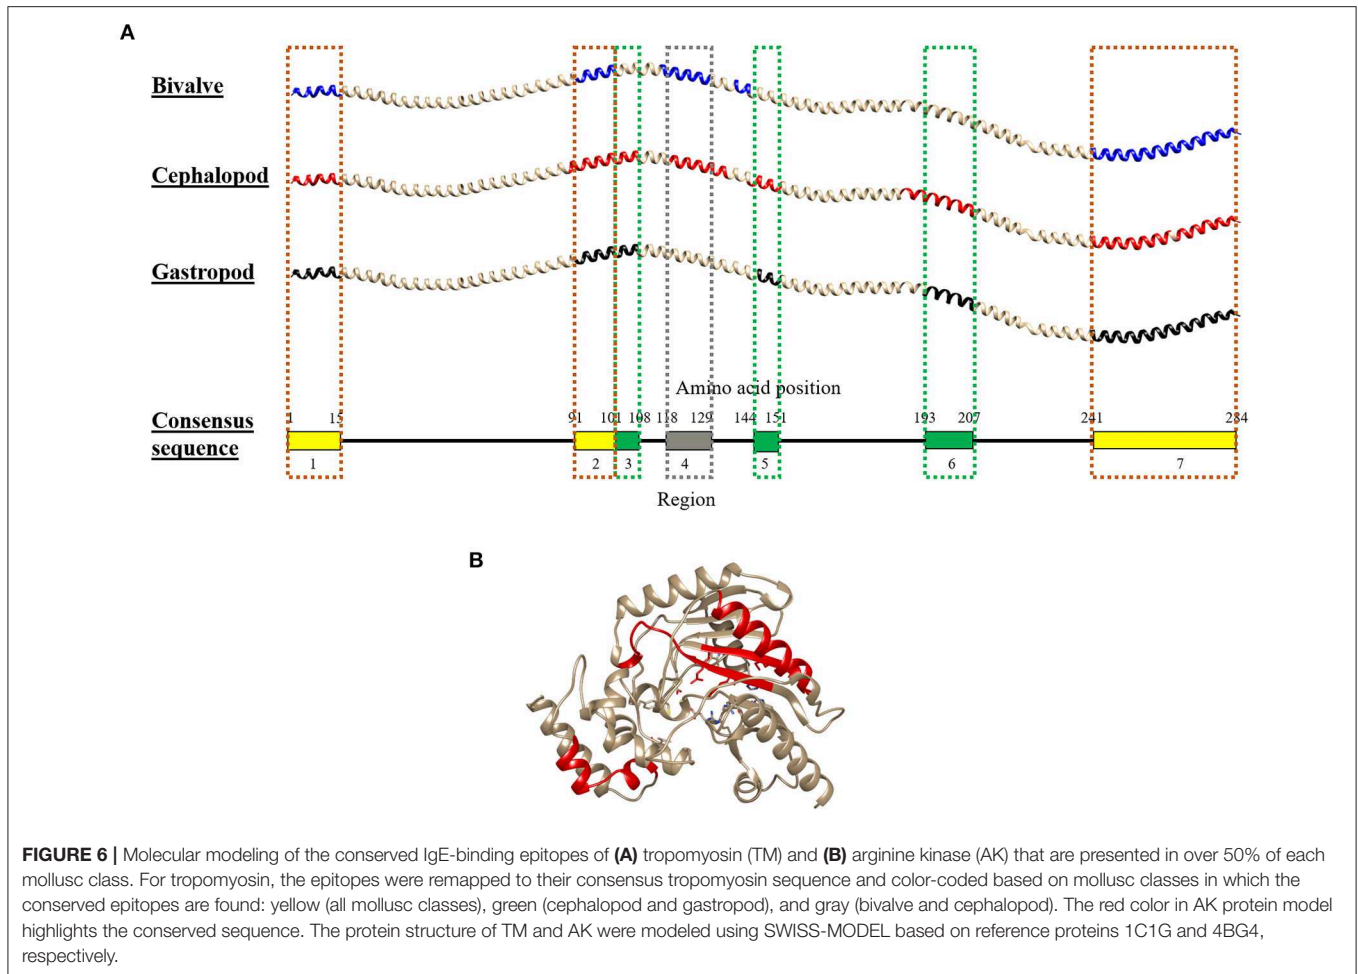 A
Bivalve
Cephalopod
Gastropod
Amino acid position
Consensus sequence
1 15 91 101 108 118 129 144 151 193 207 241 284
1 2 3 4 5 6 7
Region
B
FIGURE 6 | Molecular modeling of the conserved IgE-binding epitopes of (A) tropomyosin (TM) and (B) arginine kinase (AK) that are presented in over 50% of each
mollusc class. For tropomyosin, the epitopes were remapped to their consensus tropomyosin sequence and color-coded based on mollusc classes in which the
conserved epitopes are found: yellow (all mollusc classes), green (cephalopod and gastropod), and gray (bivalve and cephalopod). The red color in AK protein model
highlights the conserved sequence. The protein structure of TM and AK were modeled using SWISS-MODEL based on reference proteins 1C1G and 4BG4,
respectively.